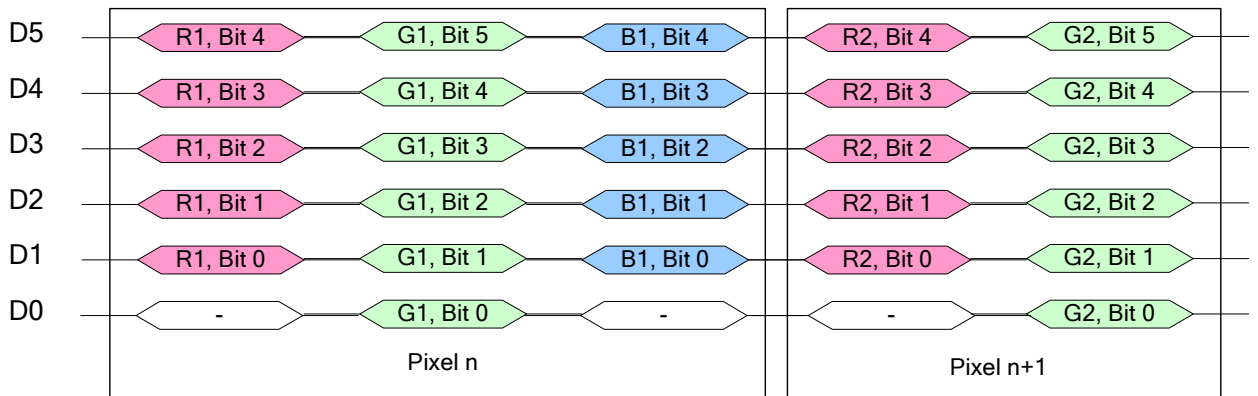 D5 R1, Bit 4 G1, Bit 5 B1, Bit 4 R2, Bit 4 G2, Bit 5
D4 R1, Bit 3 G1, Bit 4 B1, Bit 3 R2, Bit 3 G2, Bit 4
D3 R1, Bit 2 G1, Bit 3 B1, Bit 2 R2, Bit 2 G2, Bit 3
D2 R1, Bit 1 G1, Bit 2 B1, Bit 1 R2, Bit 1 G2, Bit 2
D1 R1, Bit 0 G1, Bit 1 B1, Bit 0 R2, Bit 0 G2, Bit 1
D0 - G1, Bit 0 - - G2, Bit 0
Pixel n Pixel n+1